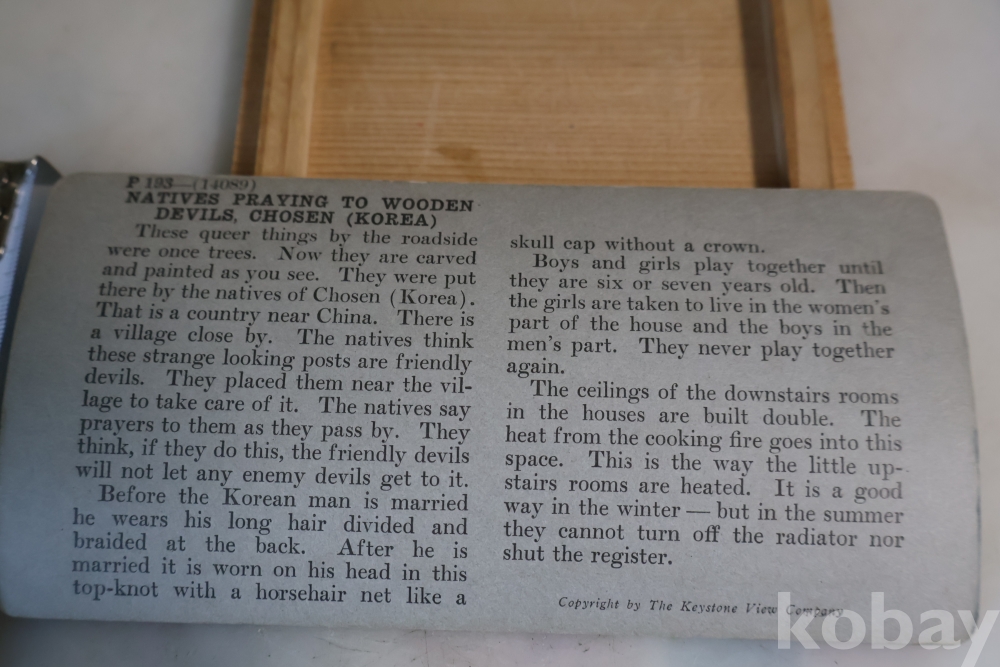 P 193—(14089)
NATIVES PRAYING TO WOODEN
DEVILS, CHOSEN (KOREA)
These queer things by the roadside
were once trees. Now they are carved
and painted as you see. They were put
there by the natives of Chosen (Korea).
That is a country near China. There is
a village close by. The natives think
these strange looking posts are friendly
devils. They placed them near the vil-
lage to take care of it. The natives say
prayers to them as they pass by. They
think, if they do this, the friendly devils
will not let any enemy devils get to it.
Before the Korean man is married
he wears his long hair divided and
braided at the back. After he is
married it is worn on his head in this
top-knot with a horsehair net like a
skull cap without a crown.
Boys and girls play together until
they are six or seven years old. Then
the girls are taken to live in the women's
part of the house and the boys in the
men's part. They never play together
again.
The ceilings of the downstairs rooms
in the houses are built double. The
heat from the cooking fire goes into this
space. This is the way the little up-
stairs rooms are heated. It is a good
way in the winter — but in the summer
they cannot turn off the radiator nor
shut the register.
Copyright by The Keystone View Company
kobay